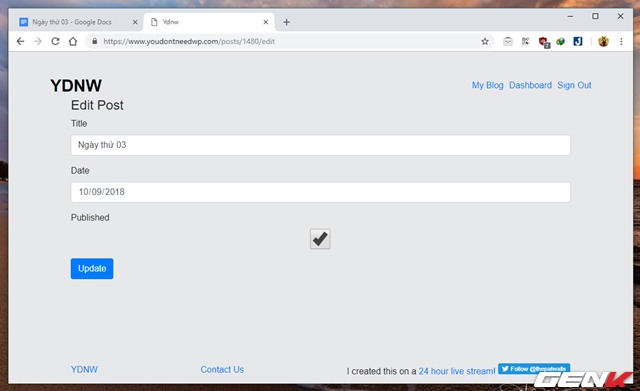 Ngày thứ 03 - Google Docs
Ydnw
https://www.youdontneedwp.com/posts/1480/edit
7
YDNW
My Blog Dashboard Sign Out
Edit Post
Title
Ngày thứ 03
Date
10/09/2018
Published
Update
YDNW
Contact Us
I created this on a 24 hour live stream!
Follow @thepatwalls
GENK